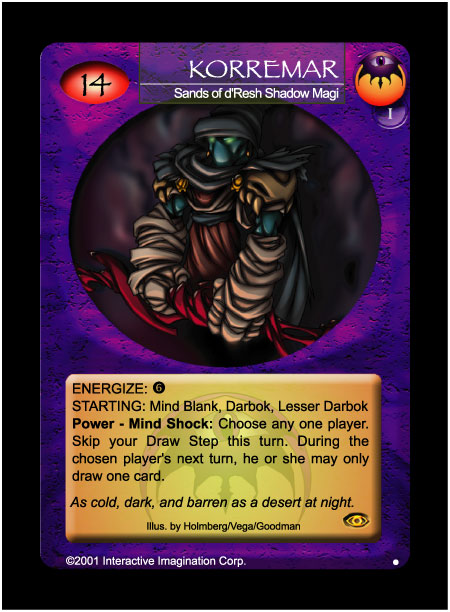 14
KORREMAR
Sands of d'Resh Shadow Magi
I
ENERGIZE: ❻
STARTING: Mind Blank, Darbok, Lesser Darbok
Power - Mind Shock: Choose any one player.
Skip your Draw Step this turn. During the
chosen player's next turn, he or she may only
draw one card.
As cold, dark, and barren as a desert at night.
Illus. by Holmberg/Vega/Goodman
©2001 Interactive Imagination Corp.